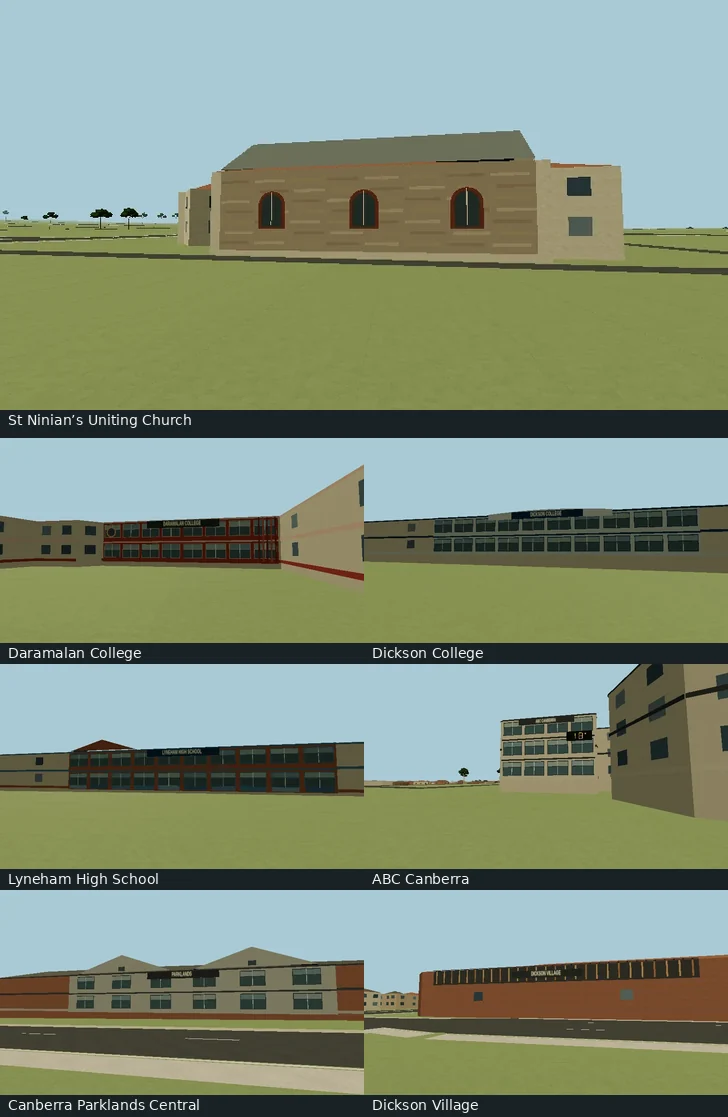 St Ninian’s Uniting Church
DARAMALAN COLLEGE
DICKSON COLLEGE
Daramalan College
Dickson College
LYNEHAM HIGH SCHOOL
ABC CANBERRA
18°
Lyneham High School
ABC Canberra
PARKLANDS
DICKSON VILLAGE
Canberra Parklands Central
Dickson Village